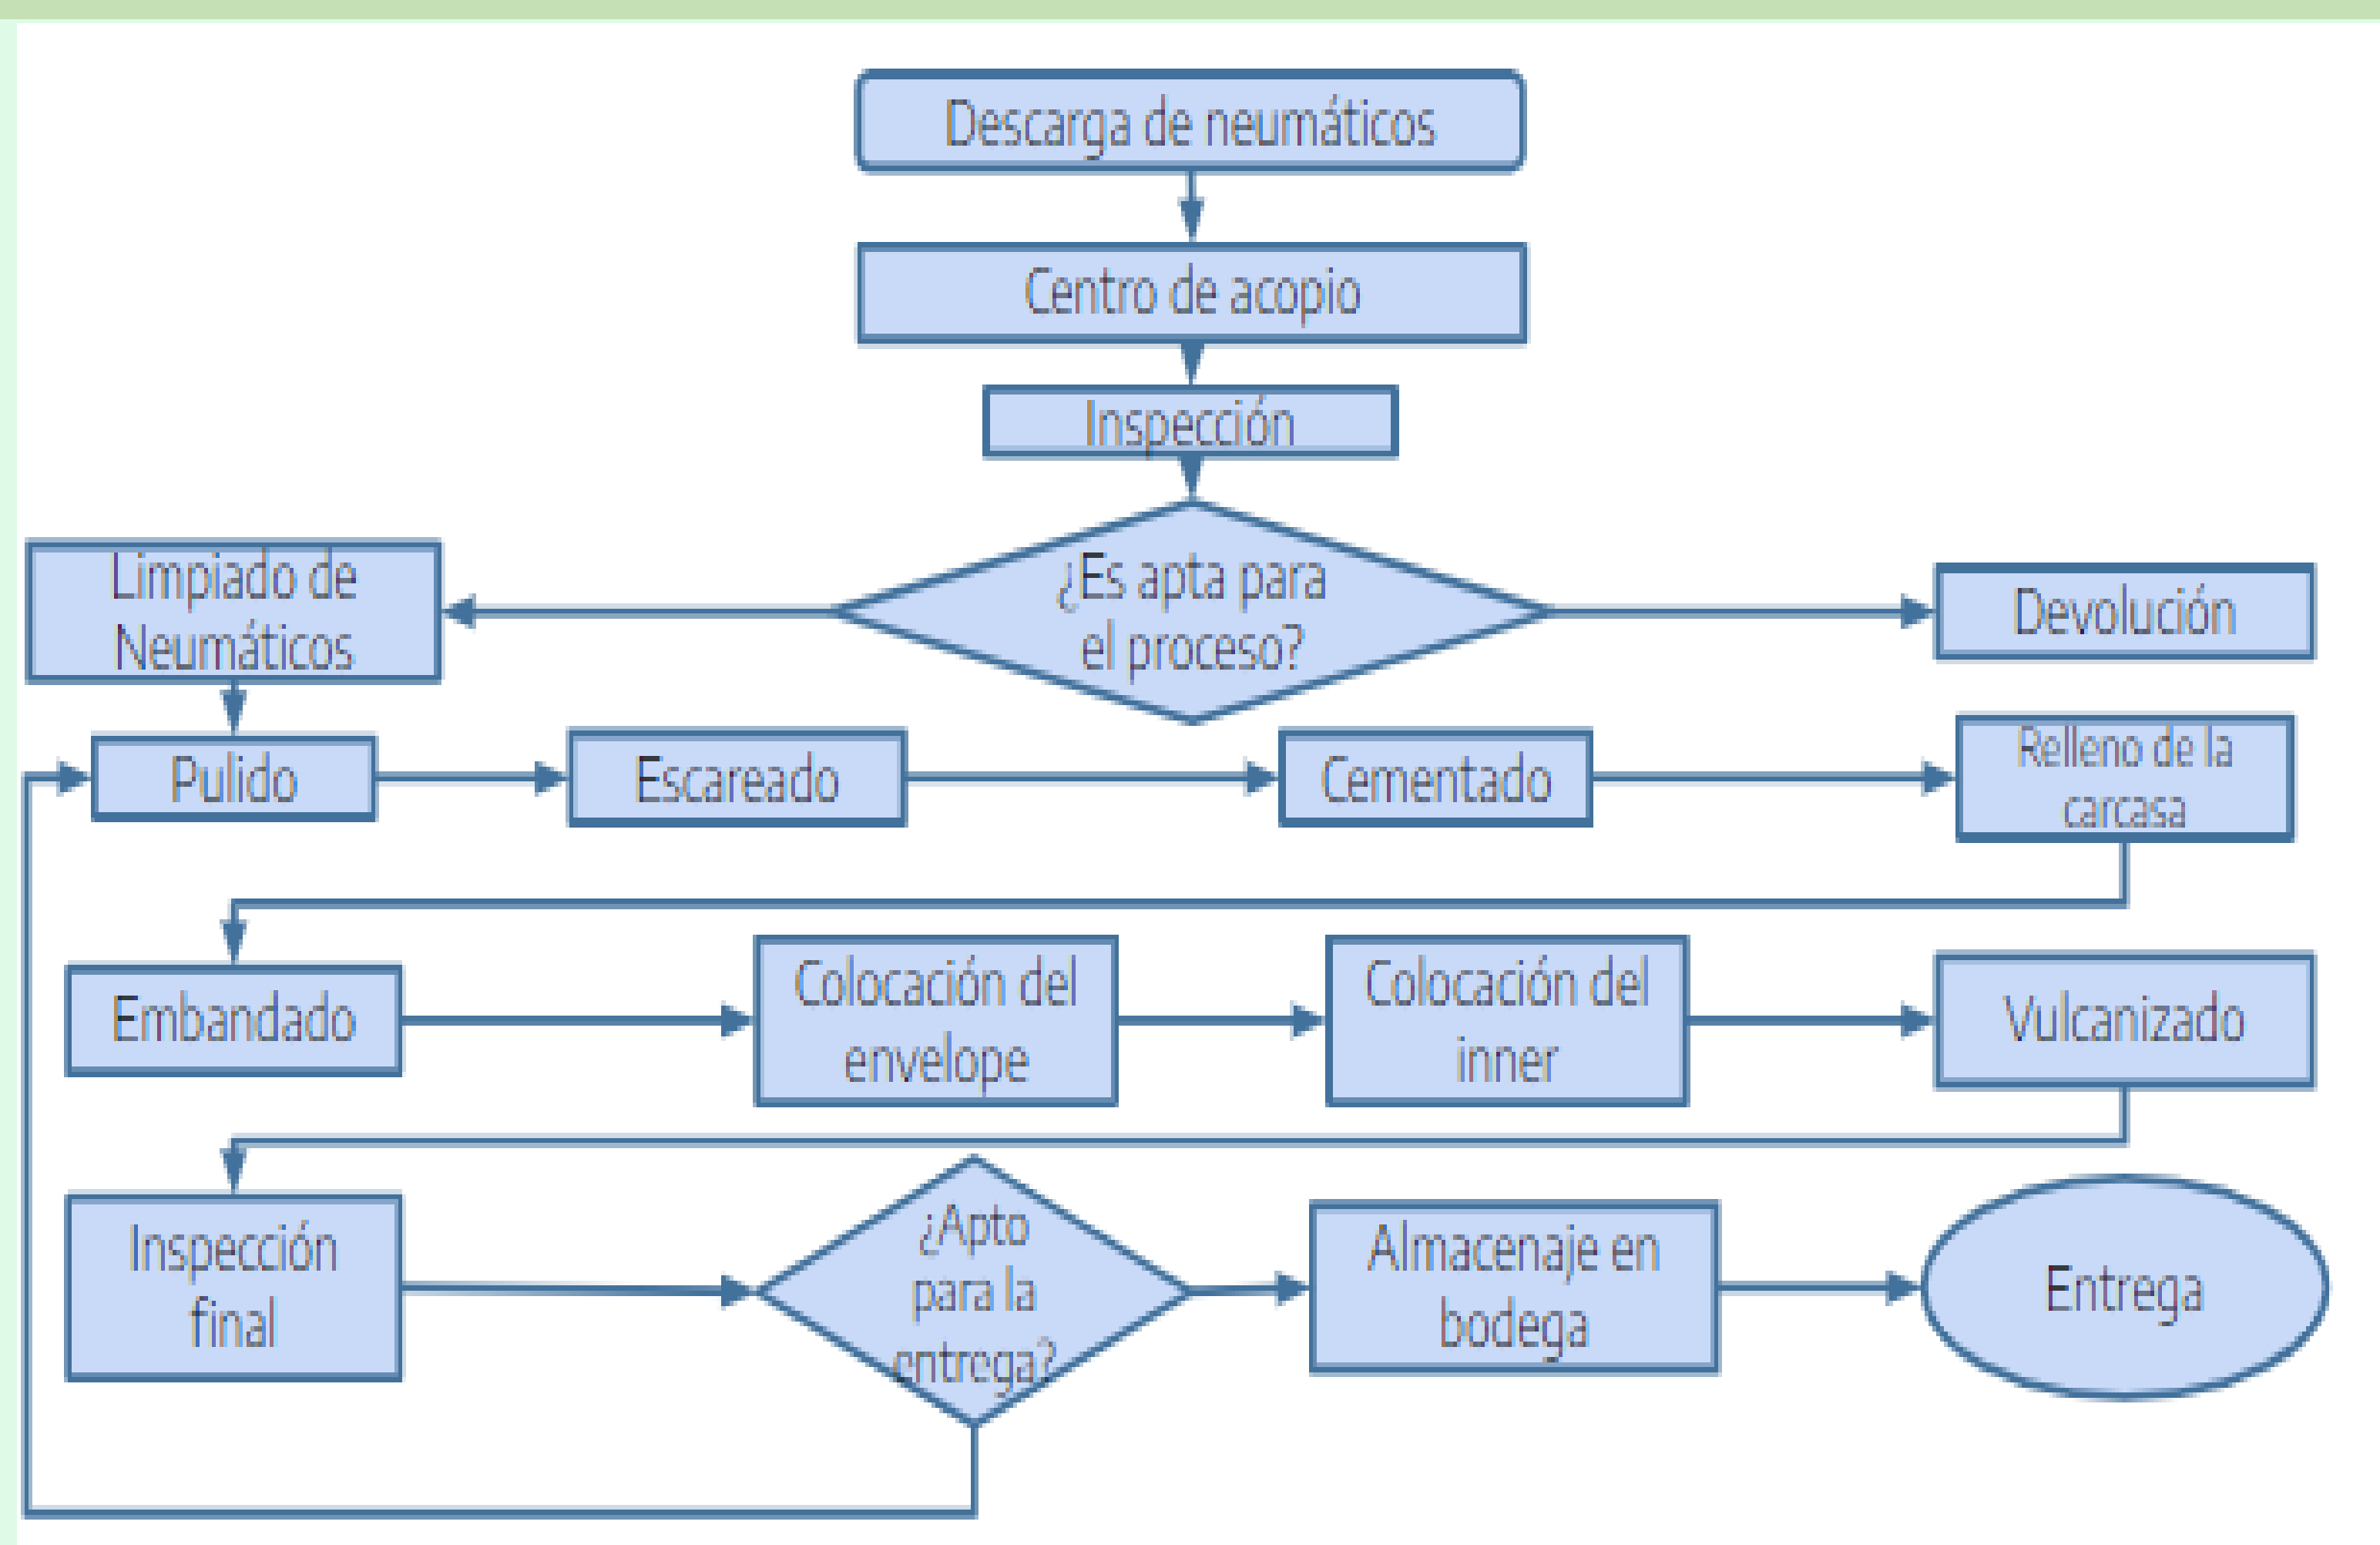 Descarga de neumáticos
Centro de acopio
Inspección
¿Es apta para
el proceso?
Limpiado de
Neumáticos
Devolución
Pulido
Escareado
Cementado
Relleno de la
carcasa
Embandado
Colocación del
envelope
Colocación del
inner
Vulcanizado
Inspección
final
¿Apto
para la
entrega?
Almacenaje en
bodega
Entrega